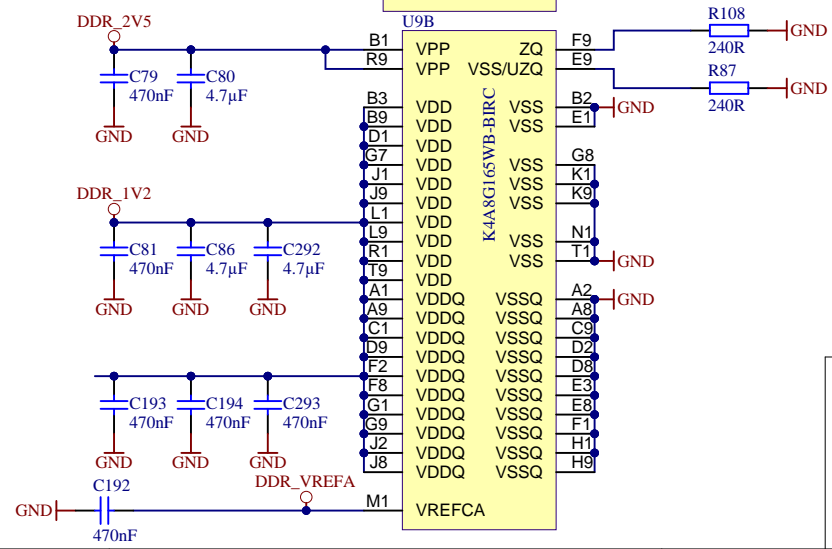 U9B
DDR_2V5
C79
470nF
C80
4.7µF
GND
GND
B1 VPP
R9 VPP
ZQ F9
VSS/UZQ E9
R108
240R
GND
R87
240R
GND
K4A8G165WB-BIRC
B3 VDD
B9 VDD
D1 VDD
G7 VDD
J1 VDD
J9 VDD
L1 VDD
L9 VDD
R1 VDD
T9 VDD
A1 VDDQ
A9 VDDQ
C1 VDDQ
D9 VDDQ
F2 VDDQ
F8 VDDQ
G1 VDDQ
G9 VDDQ
J2 VDDQ
J8 VDDQ
VSS B2 GND
VSS E1
VSS G8
VSS K1
VSS K9
VSS N1
VSS T1 GND
VSSQ A2 GND
VSSQ A8
VSSQ C9
VSSQ D2
VSSQ D8
VSSQ E3
VSSQ E8
VSSQ F1
VSSQ H1
VSSQ H9
DDR_1V2
C81
470nF
C86
4.7µF
C292
4.7µF
GND
GND
GND
C193
470nF
C194
470nF
C293
470nF
GND
GND
GND
C192
470nF
GND
DDR_VREFA
M1 VREFCA